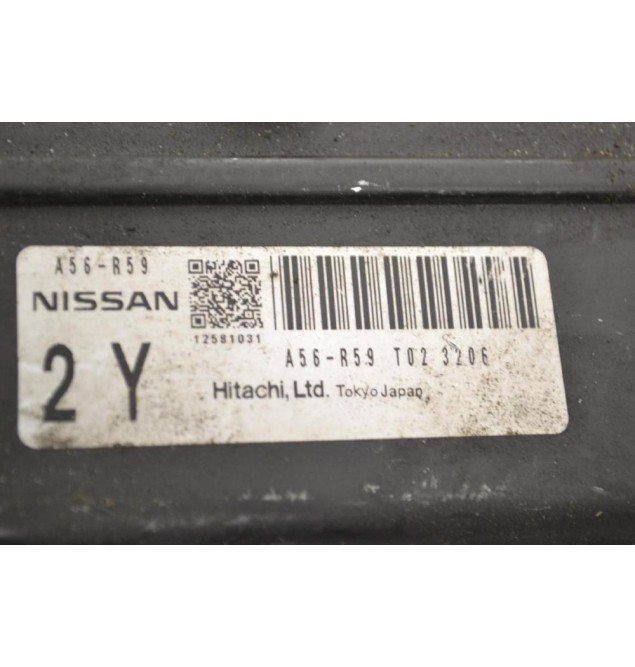 A56-R59
NISSAN
12581031
2 Y
A56-R59 T02 3206
Hitachi, Ltd. Tokyo Japan